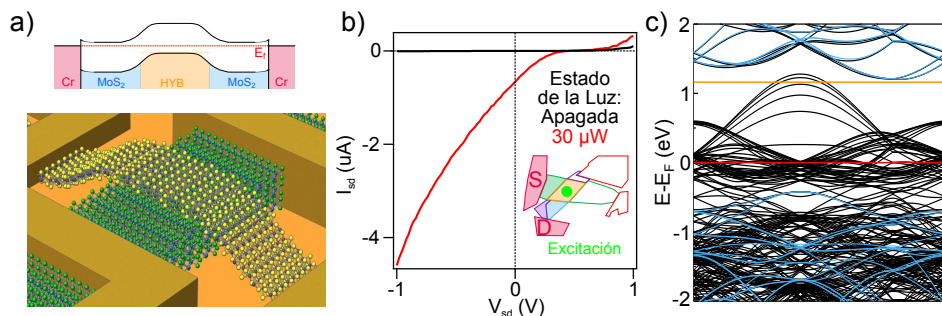 a)
E_f
Cr
MoS₂
HYB
MoS₂
Cr
b)
0
-2
-4
I_sd (uA)
-1
0
1
V_sd (V)
Estado
de la Luz:
Apagada
30 µW
S
D
Excitación
c)
2
1
0
-1
-2
E-E_F (eV)